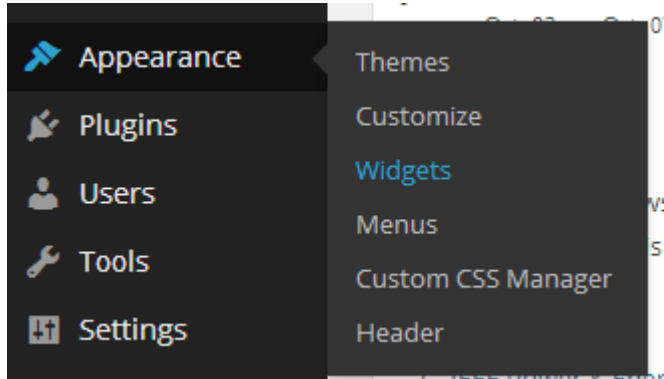 Appearance
Plugins
Users
Tools
Settings
Themes
Customize
Widgets
Menus
Custom CSS Manager
Header